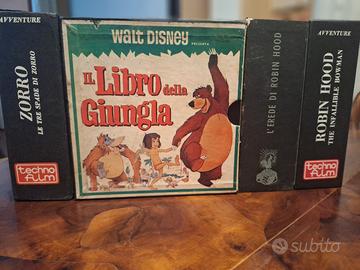 AVVENTURE
ZORRO
LE TRE SPADE DI ZORRO
techno
film
WALT DISNEY
PRESENTA
IL LIBRO della
GiunGla
L'EREDE DI ROBIN HOOD
AVVENTURE
ROBIN HOOD
THE INFALLIBLE BOWMAN
techno
film
subito